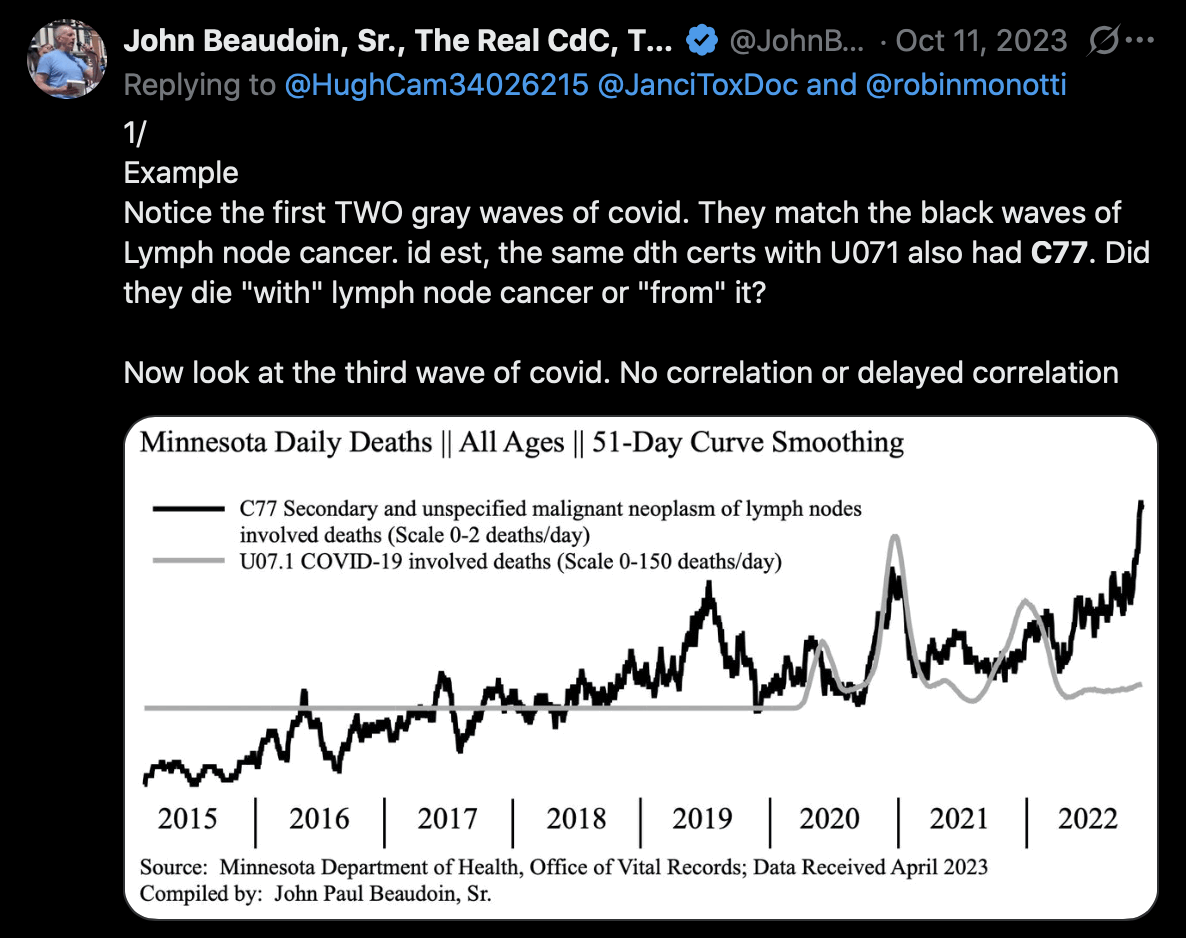 John Beaudoin, Sr., The Real CdC, T... @JohnB... · Oct 11, 2023
Replying to @HughCam34026215 @JanciToxDoc and @robinmonotti
1/
Example
Notice the first TWO gray waves of covid. They match the black waves of
Lymph node cancer. id est, the same dth certs with U071 also had C77. Did
they die "with" lymph node cancer or "from" it?
Now look at the third wave of covid. No correlation or delayed correlation
Minnesota Daily Deaths || All Ages || 51-Day Curve Smoothing
C77 Secondary and unspecified malignant neoplasm of lymph nodes
involved deaths (Scale 0-2 deaths/day)
U07.1 COVID-19 involved deaths (Scale 0-150 deaths/day)
2015 | 2016 | 2017 | 2018 | 2019 | 2020 | 2021 | 2022
Source: Minnesota Department of Health, Office of Vital Records; Data Received April 2023
Compiled by: John Paul Beaudoin, Sr.